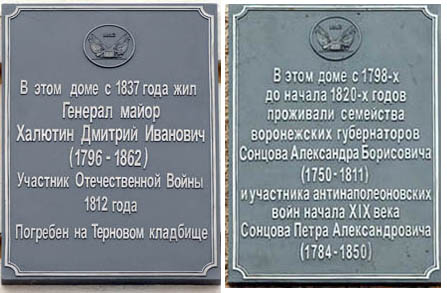 В этом доме с 1837 года жил
Генерал майор
Халютин Дмитрий Иванович
(1796 - 1862)
Участник Отечественной Войны
1812 года
Погребен на Терновом кладбище
В этом доме с 1798-х
до начала 1820-х годов
проживали семейства
воронежских губернаторов
Сонцова Александра Борисовича
(1750 - 1811)
и участника антинаполеоновских
войн начала XIX века
Сонцова Петра Александровича
(1784 - 1850)